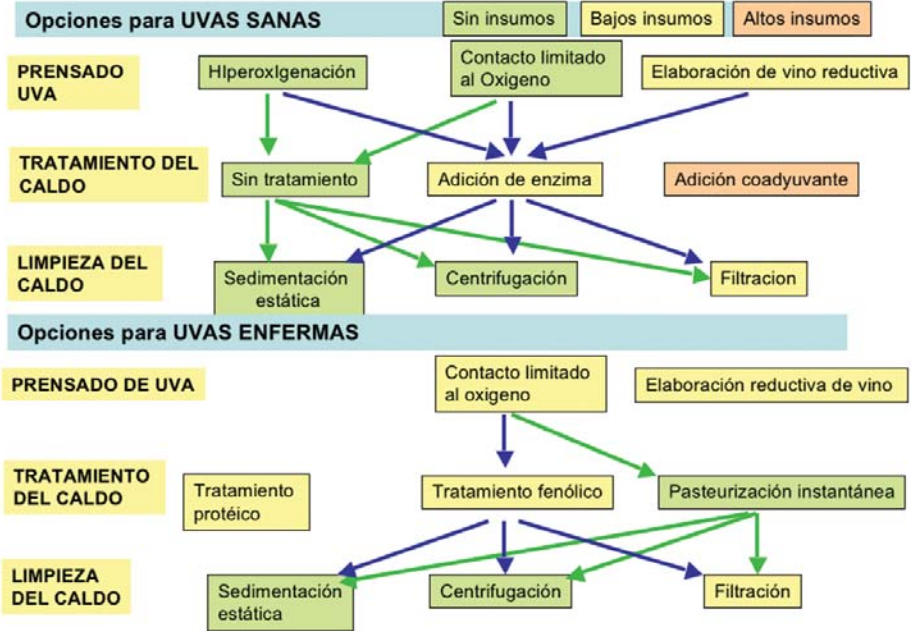 Opciones para UVAS SANAS
Sin insumos
Bajos insumos
Altos insumos
PRENSADO
UVA
HIperoxIgenación
Contacto limitado
al Oxigeno
Elaboración de vino reductiva
TRATAMIENTO DEL
CALDO
Sin tratamiento
Adición de enzima
Adición coadyuvante
LIMPIEZA DEL
CALDO
Sedimentación
estática
Centrifugación
Filtracion
Opciones para UVAS ENFERMAS
PRENSADO DE UVA
Contacto limitado
al oxigeno
Elaboración reductiva de vino
TRATAMIENTO
DEL CALDO
Tratamiento
protéico
Tratamiento fenólico
Pasteurización instantánea
LIMPIEZA
DEL CALDO
Sedimentación
estática
Centrifugación
Filtración